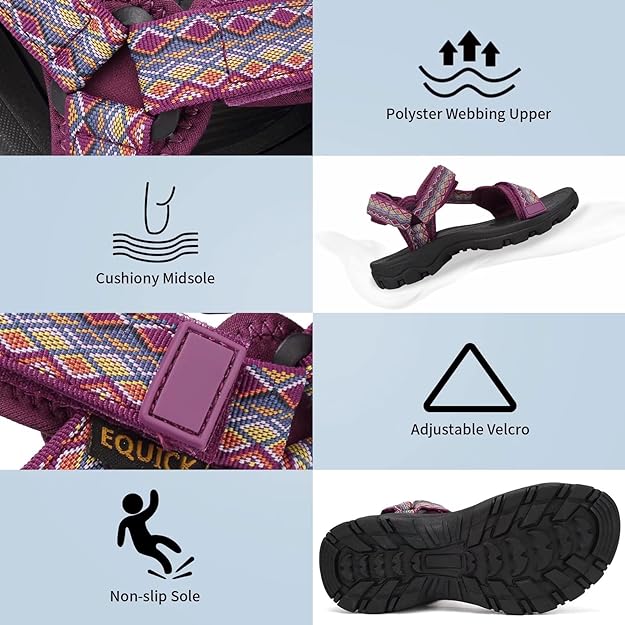 Polyster Webbing Upper
Cushiony Midsole
EQUICK
Adjustable Velcro
Non-slip Sole